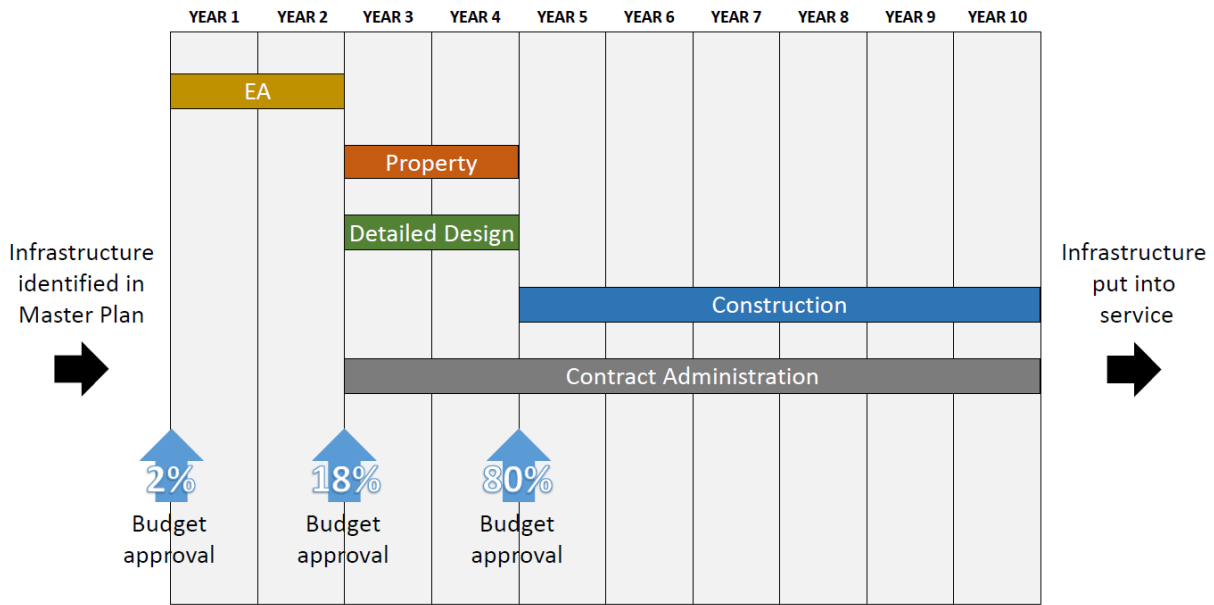 YEAR 1 YEAR 2 YEAR 3 YEAR 4 YEAR 5 YEAR 6 YEAR 7 YEAR 8 YEAR 9 YEAR 10
EA
Property
Detailed Design
Infrastructure
identified in
Master Plan
Construction
Contract Administration
Infrastructure
put into
service
2% 18% 80%
Budget
approval
Budget
approval
Budget
approval